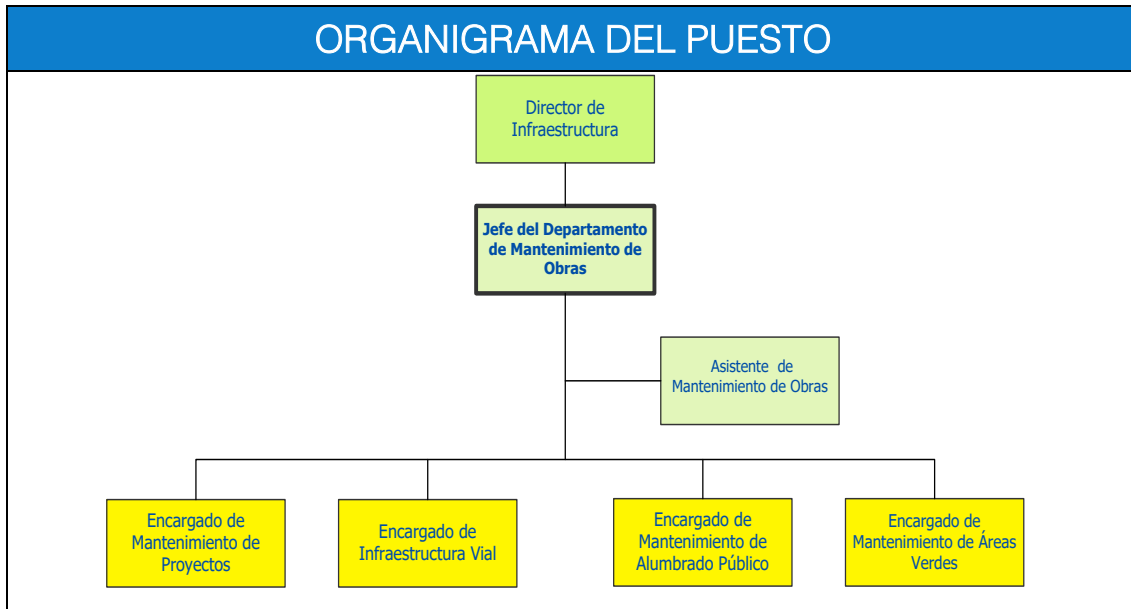 ORGANIGRAMA DEL PUESTO
Director de
Infraestructura
Jefe del Departamento
de Mantenimiento de
Obras
Asistente de
Mantenimiento de Obras
Encargado de
Mantenimiento de
Proyectos
Encargado de
Infraestructura Vial
Encargado de
Mantenimiento de
Alumbrado Público
Encargado de
Mantenimiento de Áreas
Verdes